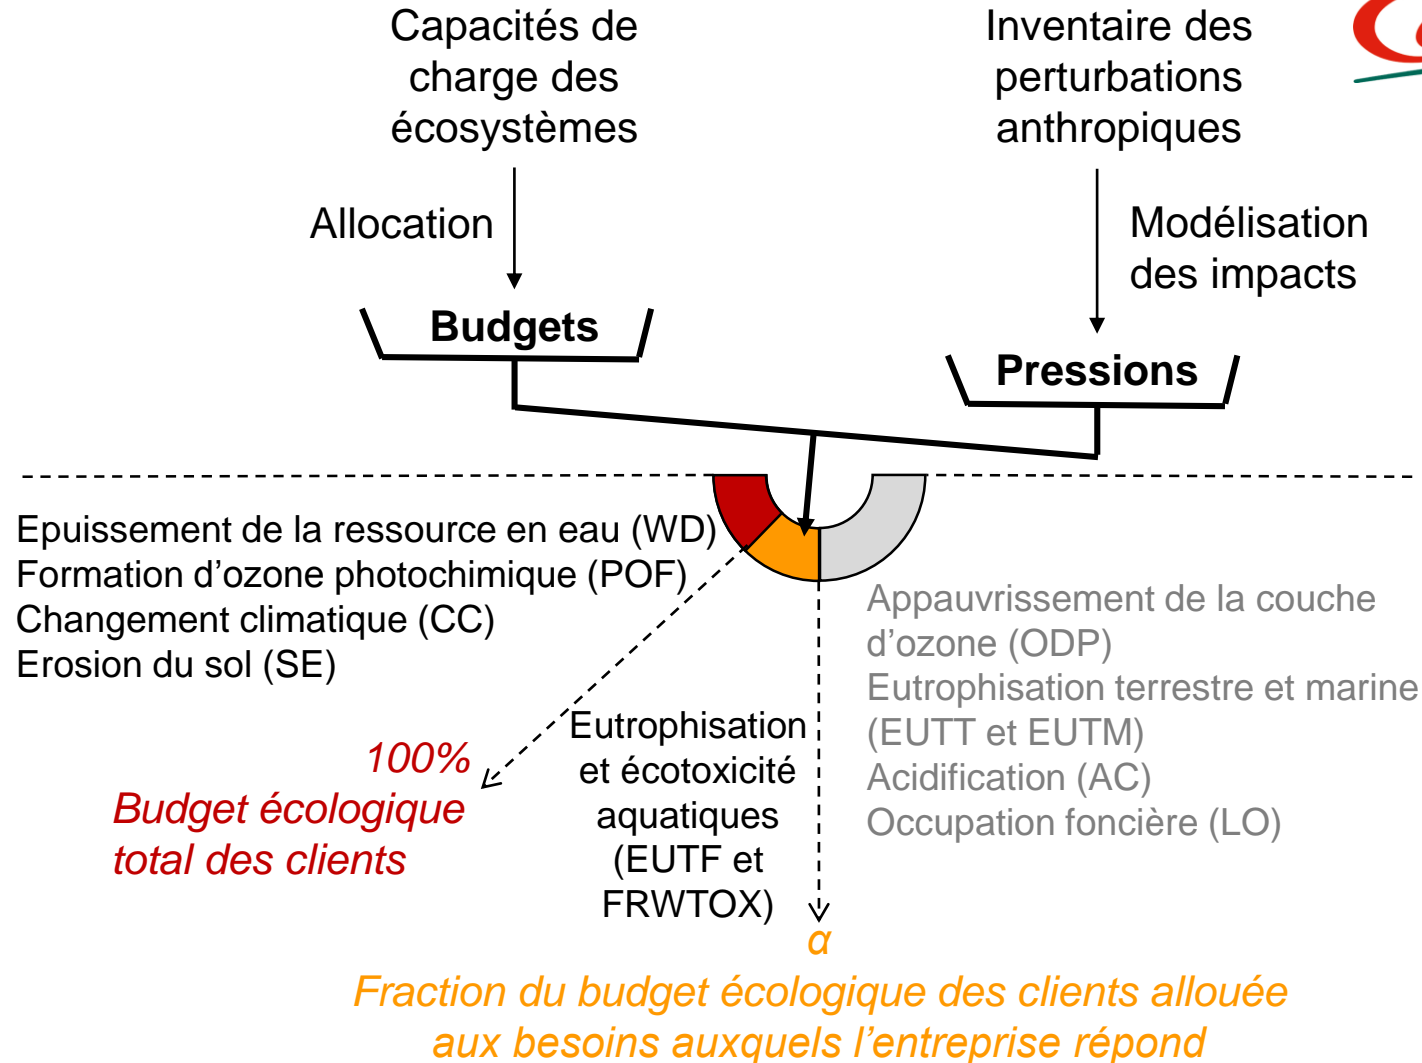 Capacités de
charge des
écosystèmes
Inventaire des
perturbations
anthropiques
Allocation
Modélisation
des impacts
Budgets
Pressions
Epuissement de la ressource en eau (WD)
Formation d’ozone photochimique (POF)
Changement climatique (CC)
Erosion du sol (SE)
Appauvrissement de la couche
d’ozone (ODP)
Eutrophisation terrestre et marine
(EUTT et EUTM)
Acidification (AC)
Occupation foncière (LO)
Eutrophisation
et écotoxicité
aquatiques
(EUTF et
FRWTOX)
100%
Budget écologique
total des clients
α
Fraction du budget écologique des clients allouée
aux besoins auxquels l’entreprise répond